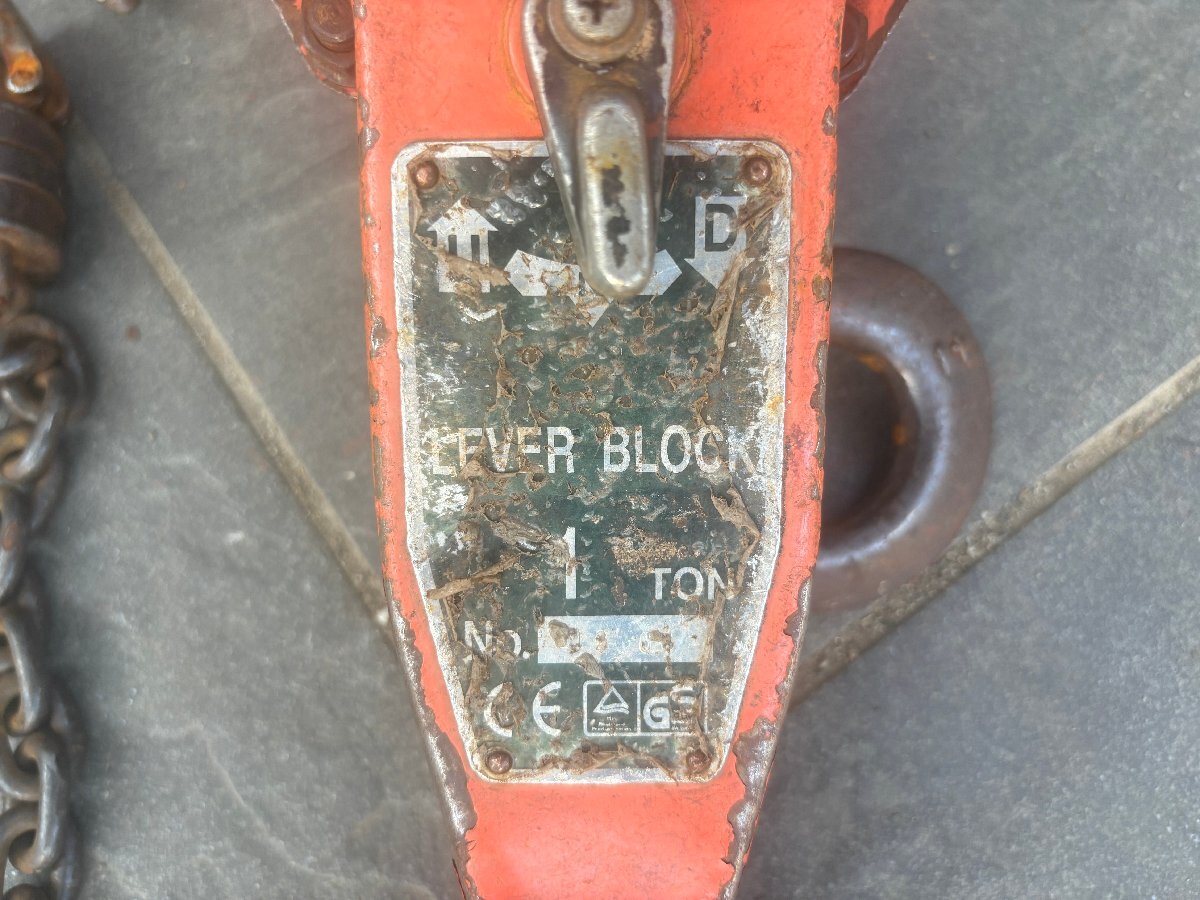 D
LEVER BLOCK
1 TON
No.
CE
GS